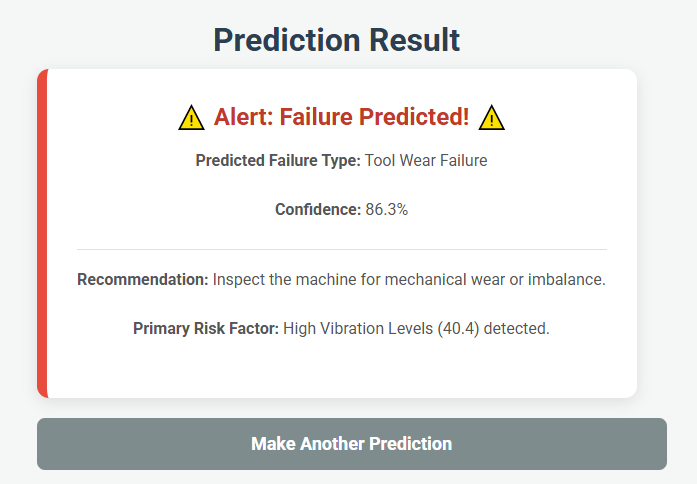 Prediction Result
⚠️ Alert: Failure Predicted! ⚠️
Predicted Failure Type: Tool Wear Failure
Confidence: 86.3%
Recommendation: Inspect the machine for mechanical wear or imbalance.
Primary Risk Factor: High Vibration Levels (40.4) detected.
Make Another Prediction